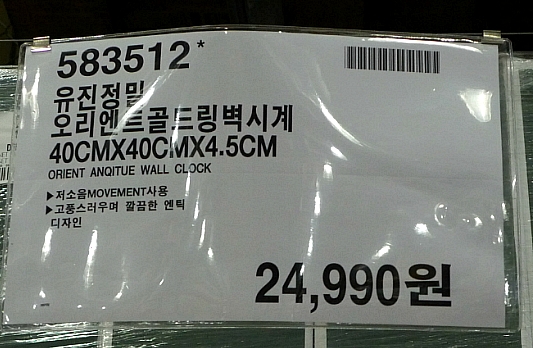 583512*
유진정밀
오리엔트골드링벽시계
40CMX40CMX4.5CM
ORIENT ANQITUE WALL CLOCK
▶저소음MOVEMENT사용
▶고풍스러우며 깔끔한 엔틱
디자인
24,990원